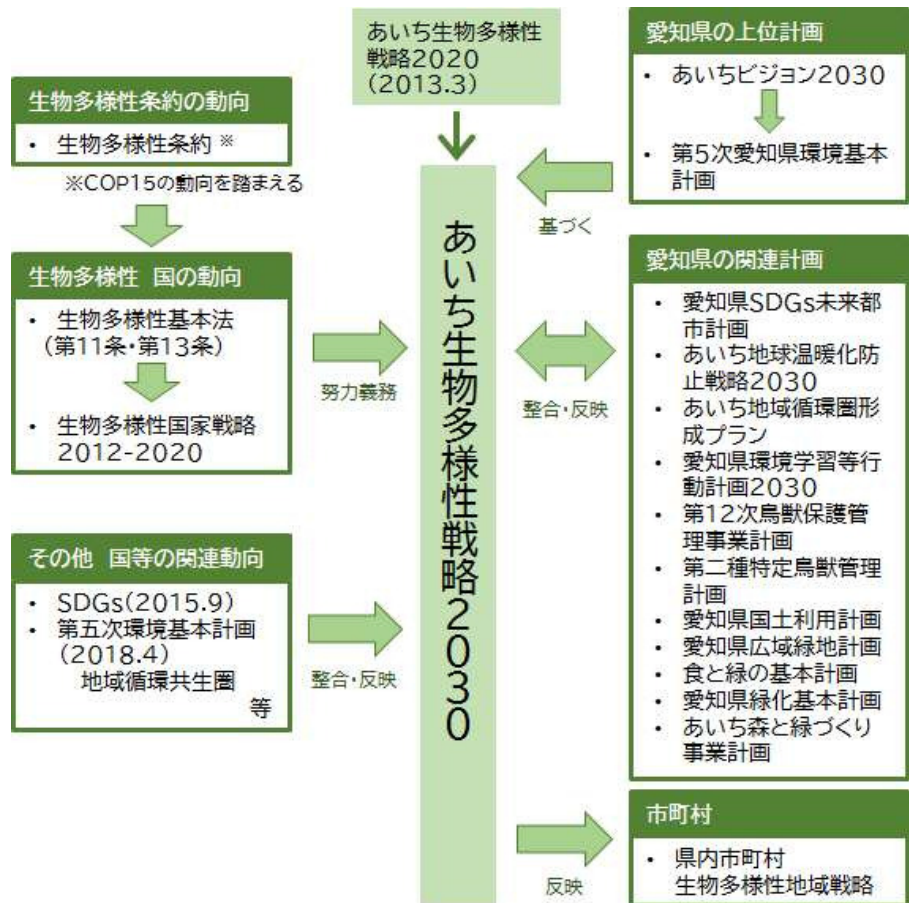 あいち生物多様性
戦略2020
(2013.3)
生物多様性条約の動向
• 生物多様性条約 ※
※COP15の動向を踏まえる
生物多様性 国の動向
• 生物多様性基本法
(第11条・第13条)
• 生物多様性国家戦略
2012-2020
努力義務
その他 国等の関連動向
• SDGs(2015.9)
• 第五次環境基本計画
(2018.4)
地域循環共生圏
等
整合・反映
あいち生物多様性戦略2030
愛知県の上位計画
• あいちビジョン2030
• 第5次愛知県環境基本
計画
基づく
愛知県の関連計画
• 愛知県SDGs未来都
市計画
• あいち地球温暖化防
止戦略2030
• あいち地域循環圏形
成プラン
• 愛知県環境学習等行
動計画2030
• 第12次鳥獣保護管
理事業計画
• 第二種特定鳥獣管理
計画
• 愛知県国土利用計画
• 愛知県広域緑地計画
• 食と緑の基本計画
• 愛知県緑化基本計画
• あいち森と緑づくり
事業計画
整合・反映
市町村
• 県内市町村
生物多様性地域戦略
反映